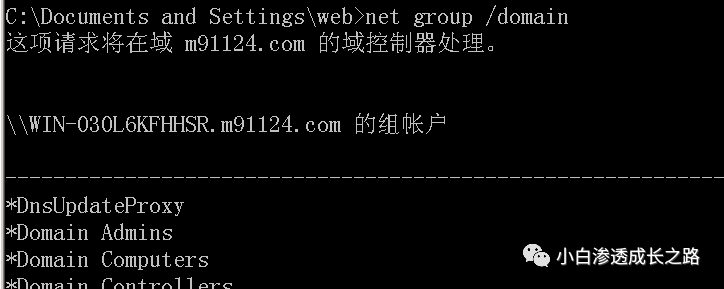 C:\Documents and Settings\web>net group /domain
这项请求将在域 m91124.com 的域控制器处理。
\\WIN-030L6KFHHSR.m91124.com 的组帐户
-------------------------------------------------------------------------------
*DnsUpdateProxy
*Domain Admins
*Domain Computers
*Domain Controllers
小白渗透成长之路